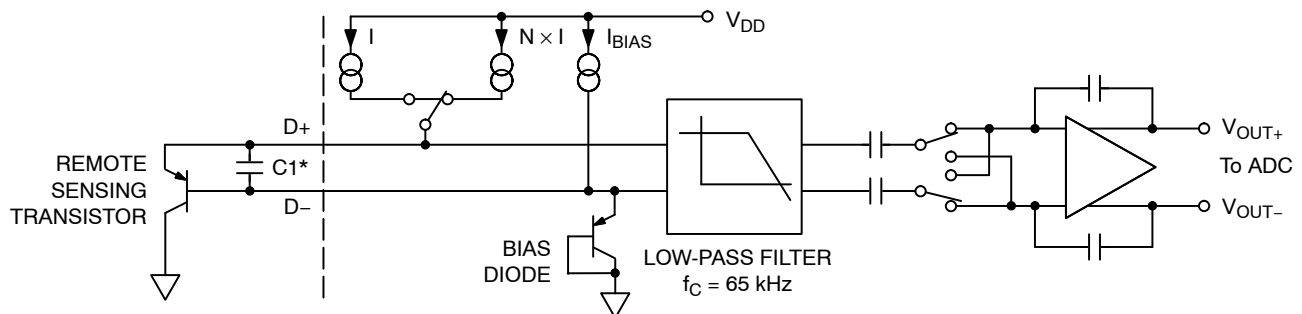 I
N × I
I_BIAS
V_DD
D+
C1*
D−
REMOTE
SENSING
TRANSISTOR
BIAS
DIODE
LOW-PASS FILTER
f_C = 65 kHz
V_OUT+
To ADC
V_OUT−